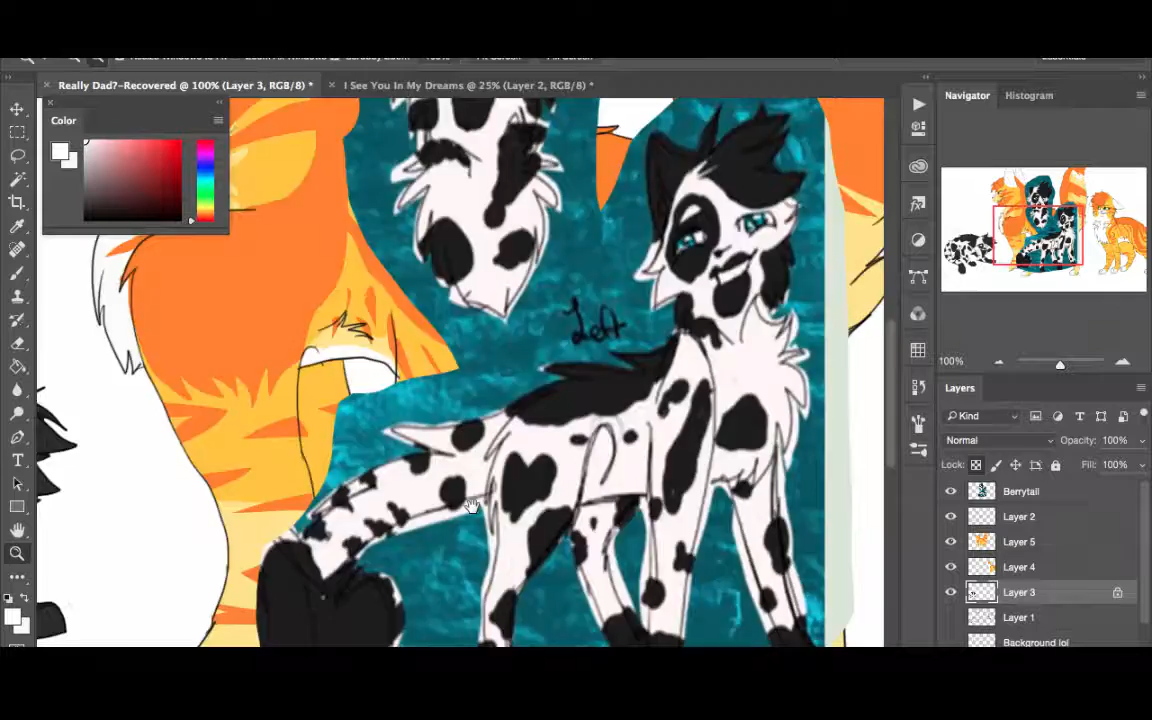 Really Dad?-Recovered @ 100% (Layer 3, RGB/8) *
I See You In My Dreams @ 25% (Layer 2, RGB/8) *
Color
Navigator
Histogram
Left
100%
Layers
Kind
Normal
Opacity: 100%
Lock:
Fill: 100%
Berrytail
Layer 2
Layer 5
Layer 4
Layer 3
Layer 1
Background lol